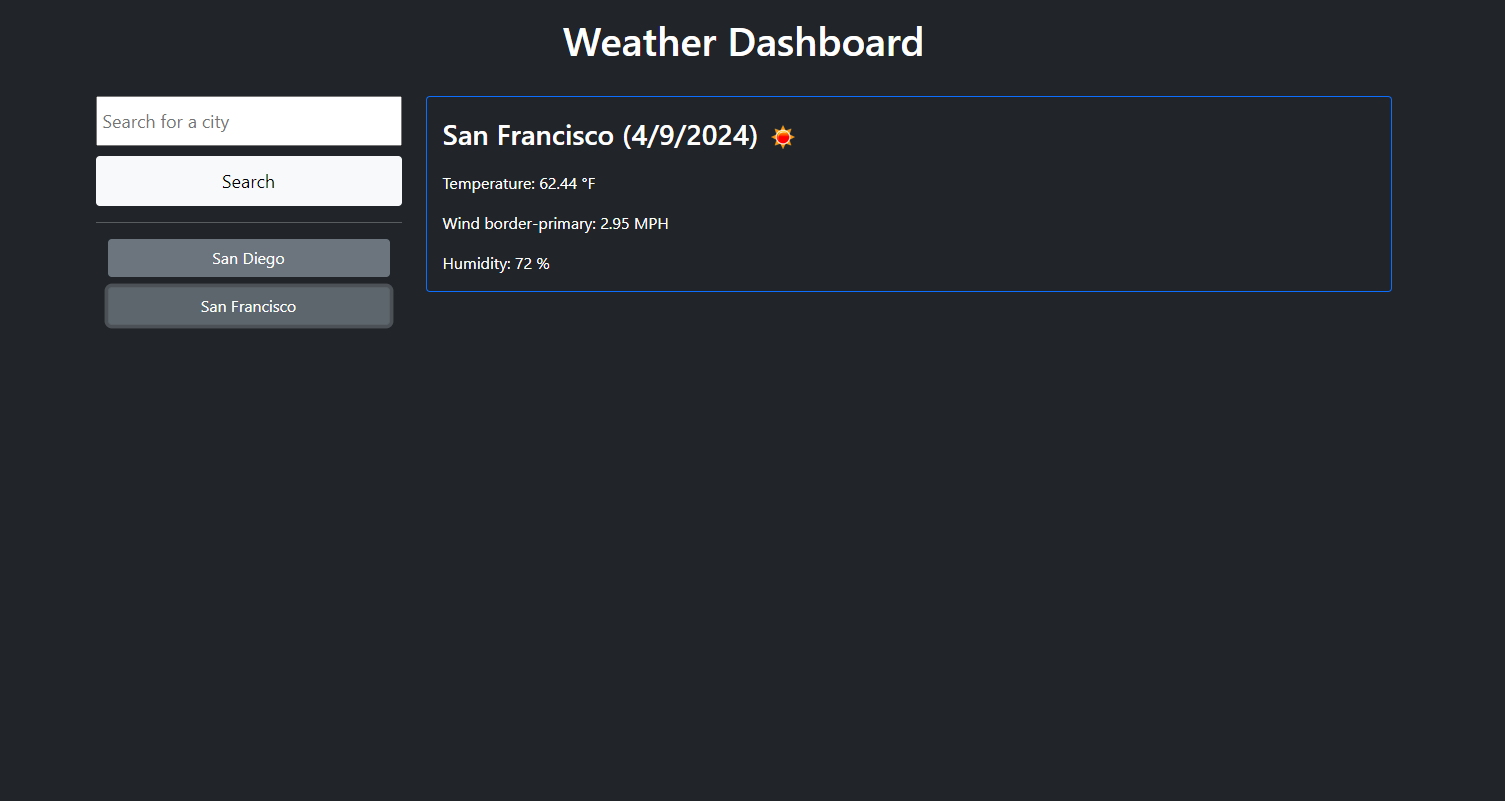 Weather Dashboard
Search for a city
Search
San Diego
San Francisco
San Francisco (4/9/2024)
Temperature: 62.44 °F
Wind border-primary: 2.95 MPH
Humidity: 72 %